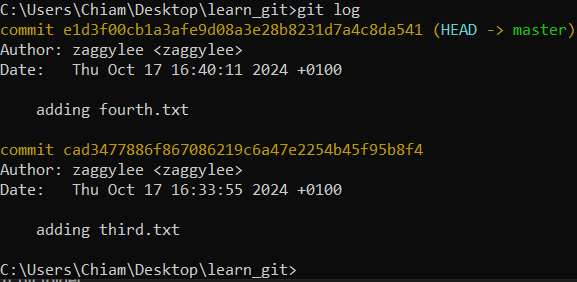 C:\Users\Chiam\Desktop\learn_git>git log
commit e1d3f00cb1a3afe9d08a3e28b8231d7a4c8da541 (HEAD -> master)
Author: zaggylee <zaggylee>
Date:   Thu Oct 17 16:40:11 2024 +0100

    adding fourth.txt

commit cad3477886f867086219c6a47e2254b45f95b8f4
Author: zaggylee <zaggylee>
Date:   Thu Oct 17 16:33:55 2024 +0100

    adding third.txt

C:\Users\Chiam\Desktop\learn_git>